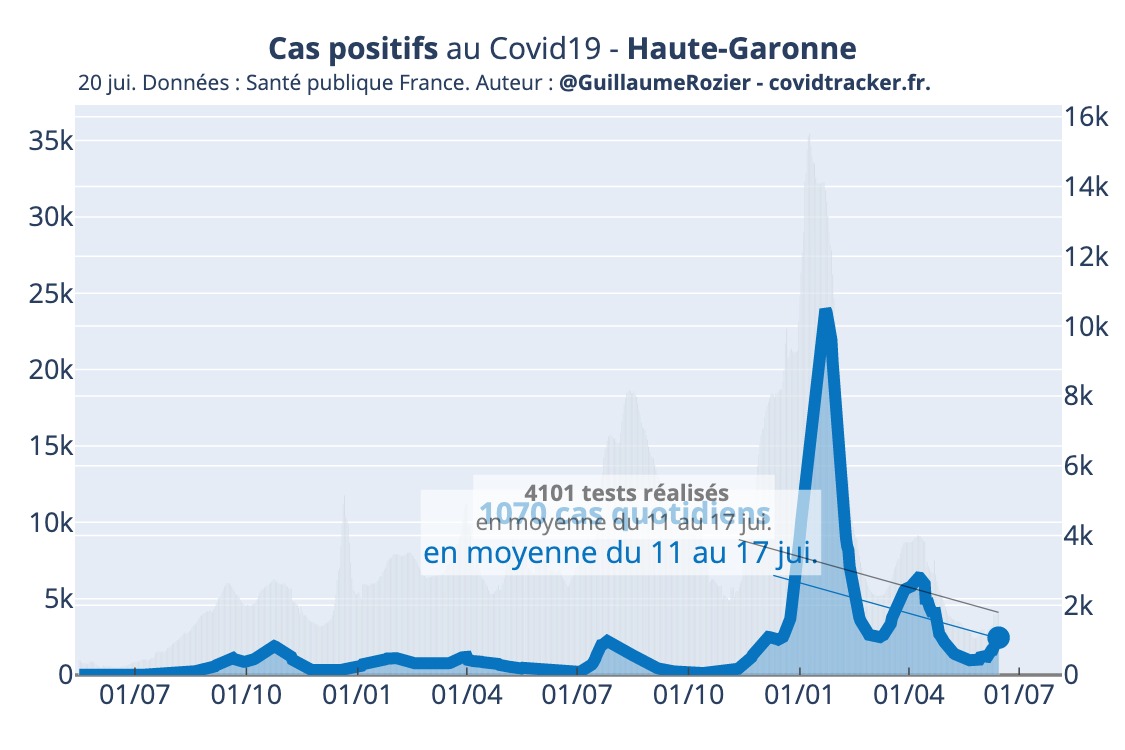 Cas positifs au Covid19 - Haute-Garonne
20 jui. Données : Santé publique France. Auteur : @GuillaumeRozier - covidtracker.fr.
35k
30k
25k
20k
15k
10k
5k
0
16k
14k
12k
10k
8k
6k
4k
2k
0
4101 tests réalisés
en moyenne du 11 au 17 jui.
1070 cas quotidiens
en moyenne du 11 au 17 jui.
01/07 01/10 01/01 01/04 01/07 01/10 01/01 01/04 01/07